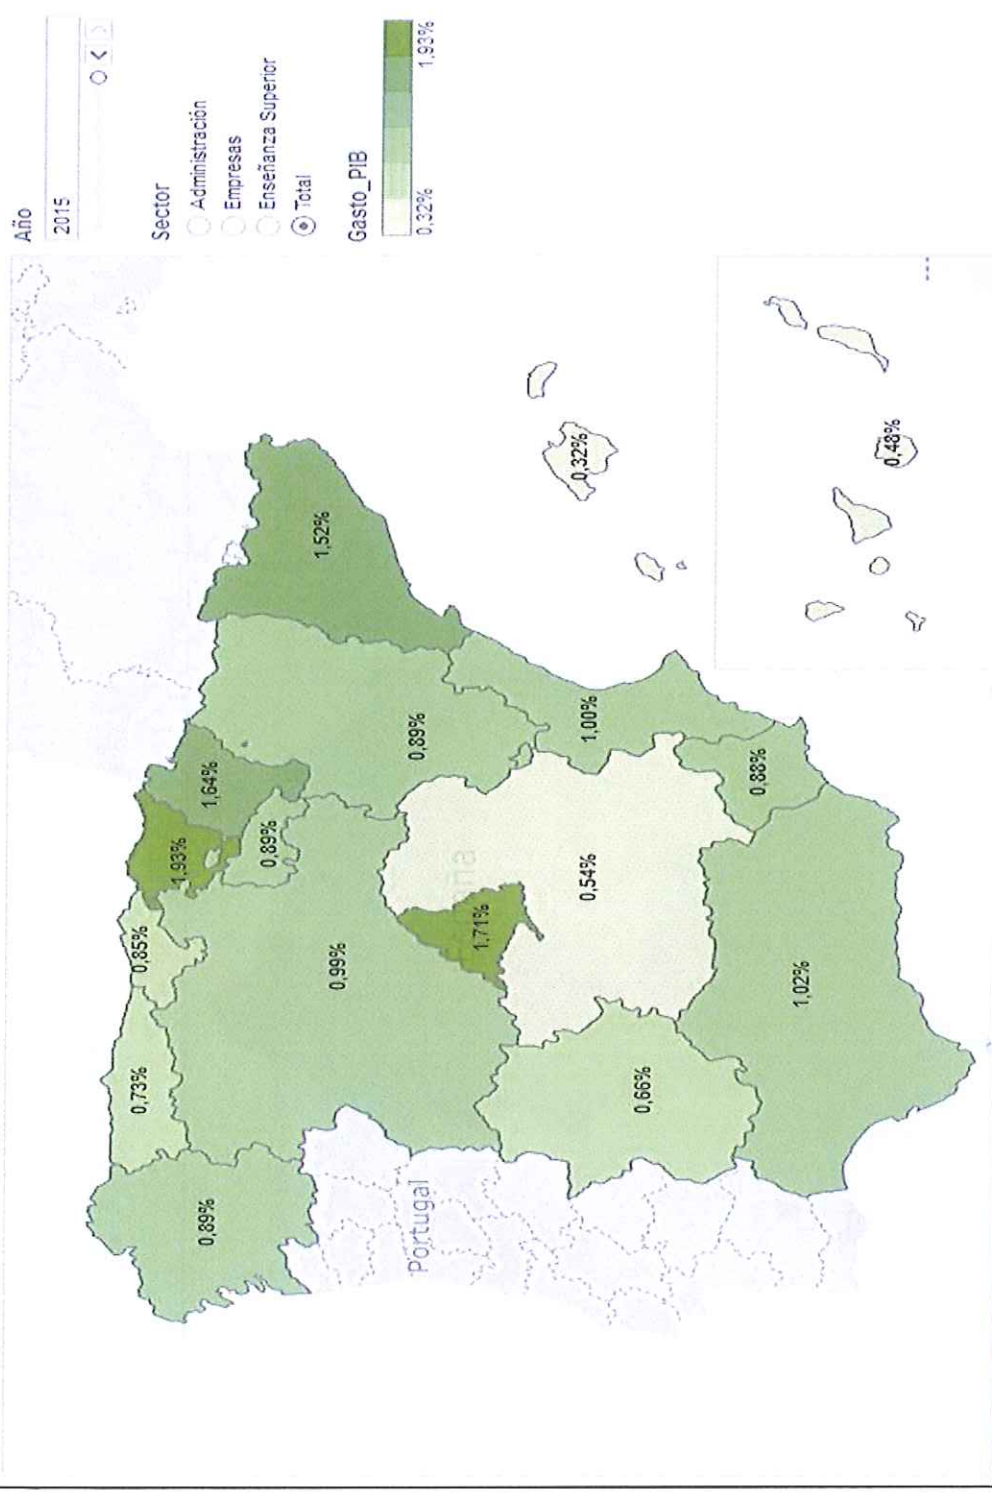 Año
2015
Sector
Administración
Empresas
Enseñanza Superior
Total
Gasto_PIB
0,32%
1,93%
0,89%
0,73%
0,85%
1,93%
1,64%
0,89%
0,99%
0,89%
1,52%
1,71%
0,54%
1,00%
0,66%
0,88%
1,02%
0,32%
0,48%
Portugal